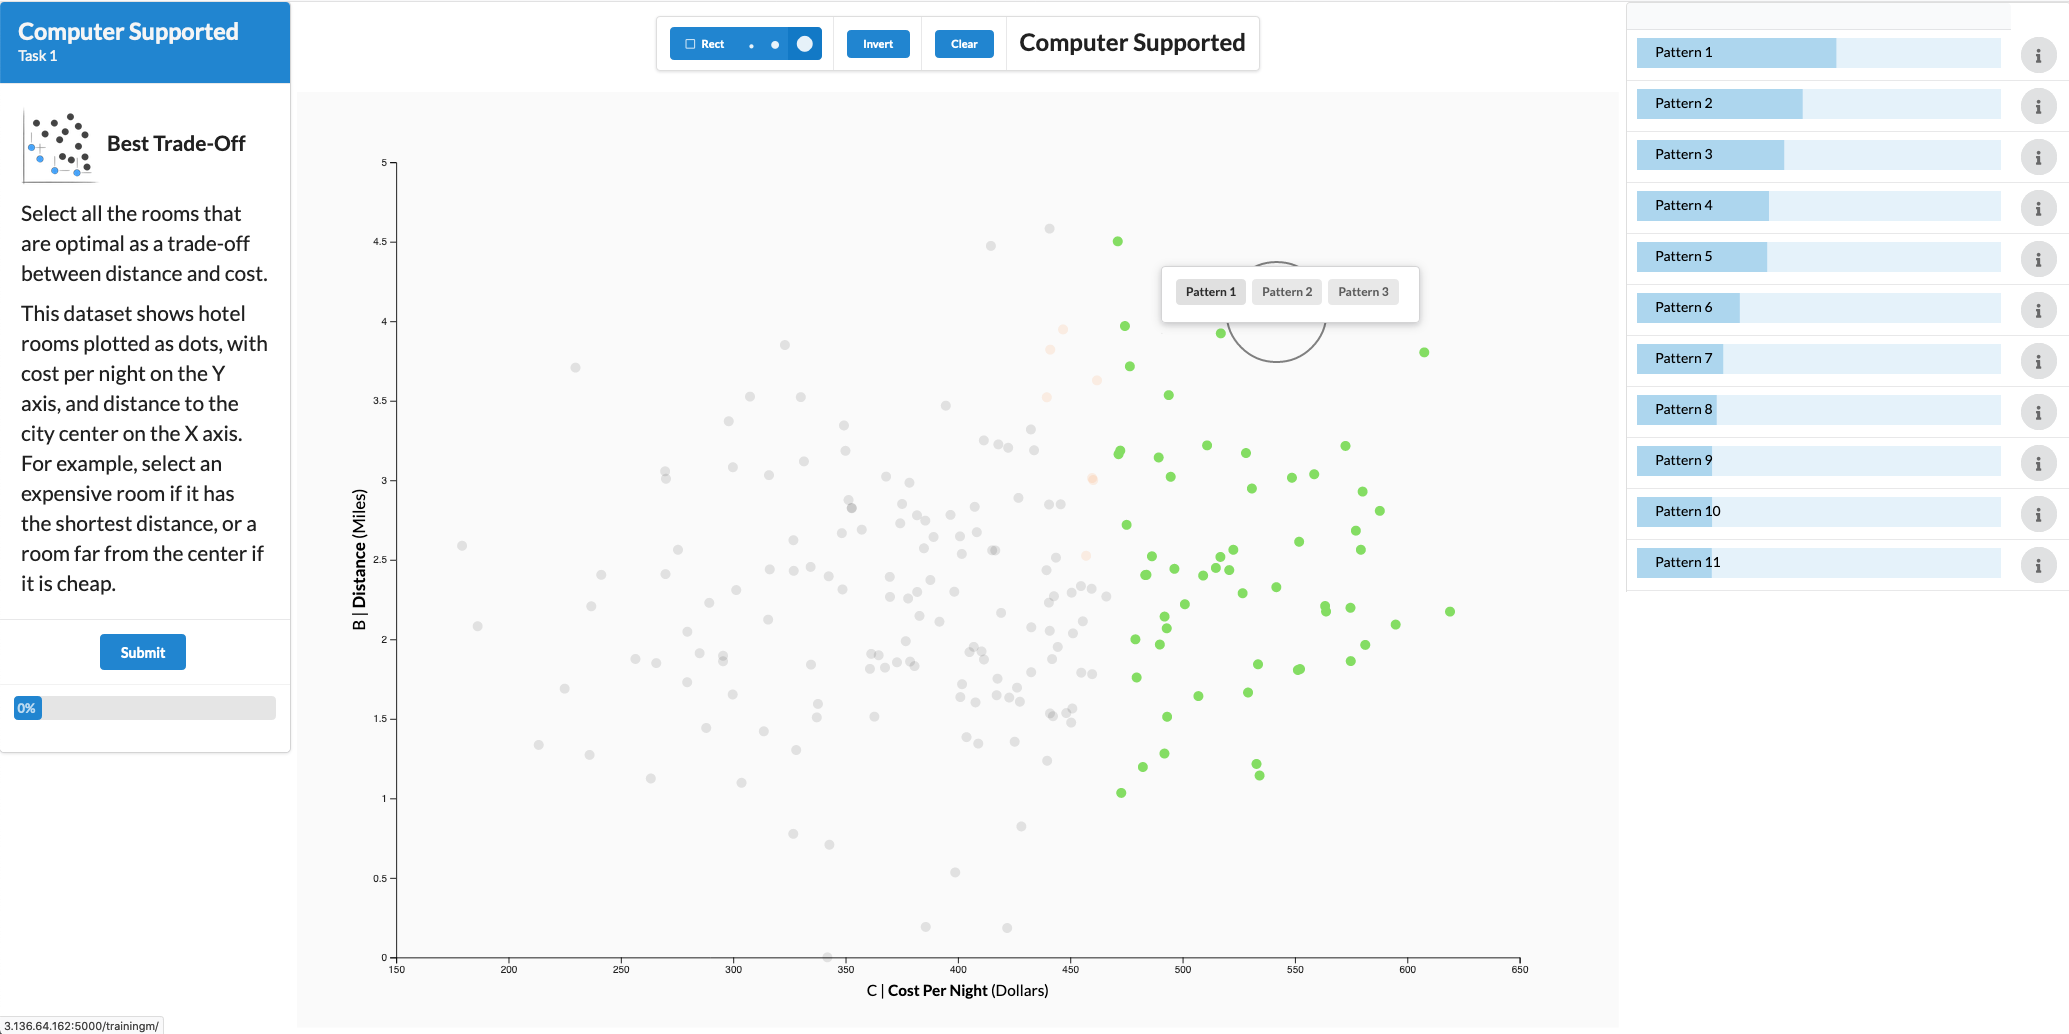 Computer Supported
Task 1
Best Trade-Off
Select all the rooms that
are optimal as a trade-off
between distance and cost.
This dataset shows hotel
rooms plotted as dots, with
cost per night on the Y
axis, and distance to the
city center on the X axis.
For example, select an
expensive room if it has
the shortest distance, or a
room far from the center if
it is cheap.
Submit
0%
3.136.64.162:5000/trainingm/
Rect
Invert
Clear
Computer Supported
Pattern 1 Pattern 2 Pattern 3
5
4.5
4
3.5
3
2.5
2
1.5
1
0.5
0
B | Distance (Miles)
150 200 250 300 350 400 450 500 550 600 650
C | Cost Per Night (Dollars)
Pattern 1
Pattern 2
Pattern 3
Pattern 4
Pattern 5
Pattern 6
Pattern 7
Pattern 8
Pattern 9
Pattern 10
Pattern 11